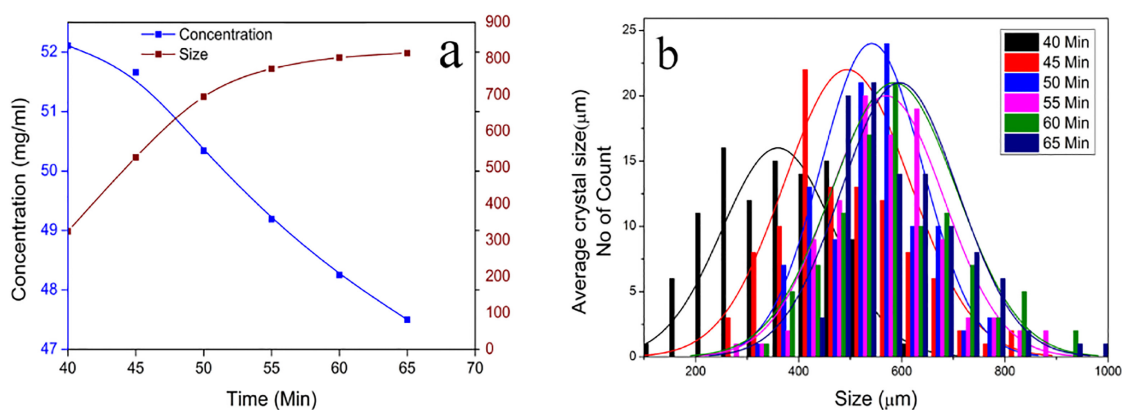 a
Concentration
Size
Concentration (mg/ml)
52
51
50
49
48
47
900
800
700
600
500
400
300
200
100
0
40 45 50 55 60 65 70
Time (Min)
b
40 Min
45 Min
50 Min
55 Min
60 Min
65 Min
Average crystal size(μm)
No of Count
25
20
15
10
5
0
200 400 600 800 1000
Size (μm)